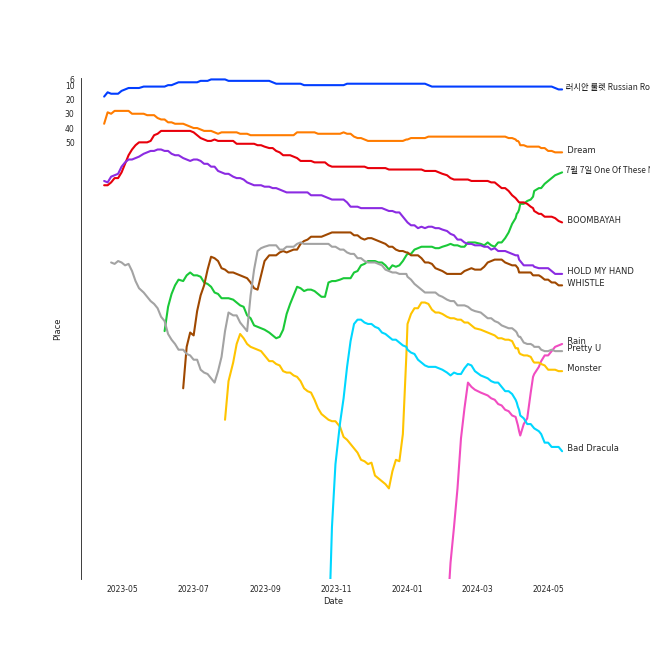 6
10
20
30
40
50
러시안 룰렛 Russian Ro
Dream
7월 7일 One Of These N
BOOMBAYAH
HOLD MY HAND
WHISTLE
Rain
Pretty U
Monster
Bad Dracula
Place
2023-05 2023-07 2023-09 2023-11 2024-01 2024-03 2024-05
Date